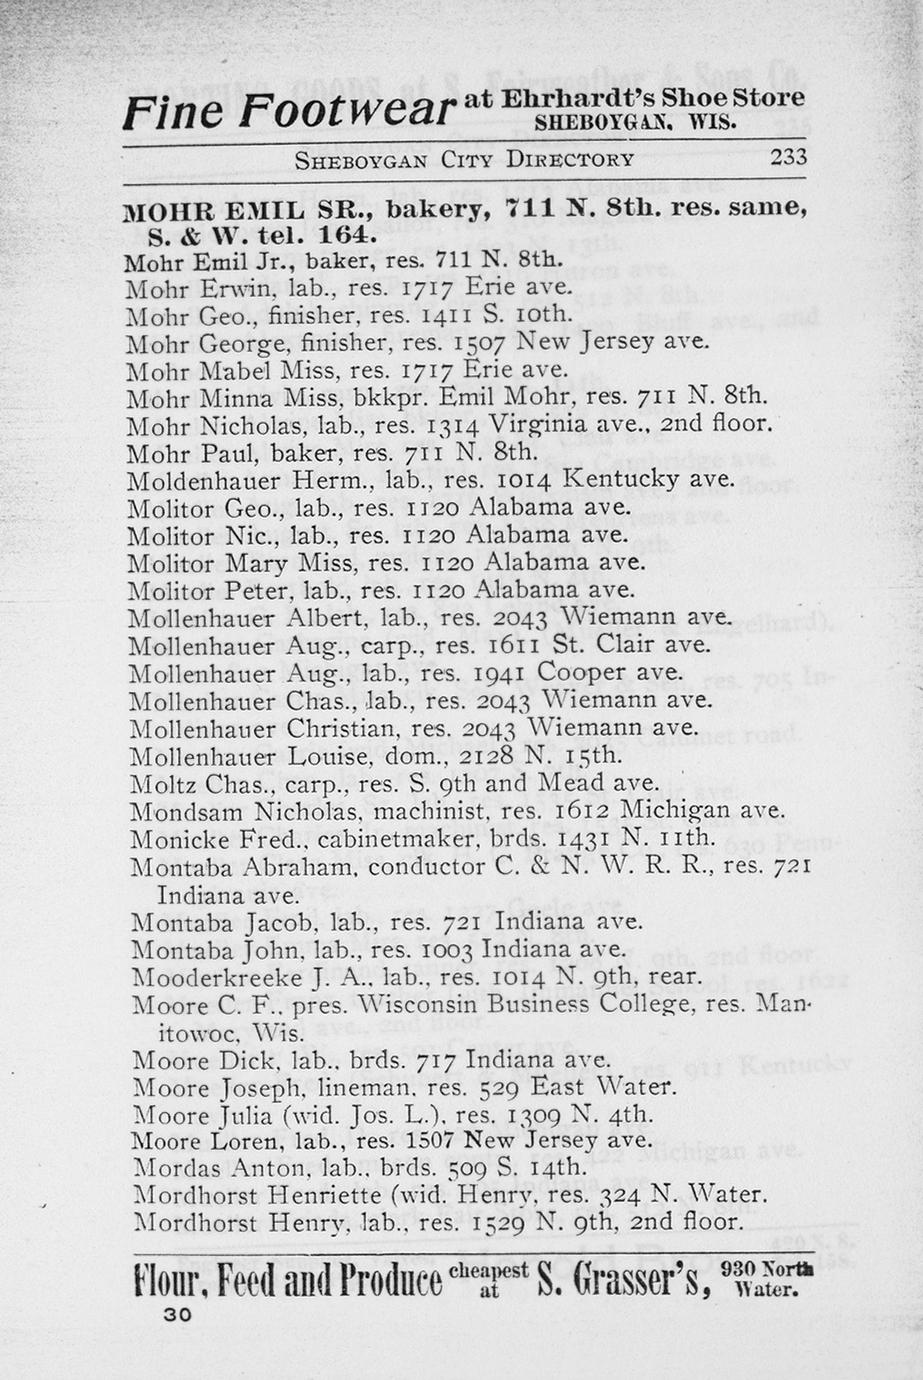 Fine Footwear at Ehrhardt's Shoe Store
SHEBOYGAN, WIS.
SHEBOYGAN CITY DIRECTORY 233
MOHR EMIL SR., bakery, 711 N. 8th. res. same,
S. & W. tel. 164.
Mohr Emil Jr., baker, res. 711 N. 8th.
Mohr Erwin, lab., res. 1717 Erie ave.
Mohr Geo., finisher, res. 1411 S. 10th.
Mohr George, finisher, res. 1507 New Jersey ave.
Mohr Mabel Miss, res. 1717 Erie ave.
Mohr Minna Miss, bkkpr. Emil Mohr, res. 711 N. 8th.
Mohr Nicholas, lab., res. 1314 Virginia ave., 2nd floor.
Mohr Paul, baker, res. 711 N. 8th.
Moldenhauer Herm., lab., res. 1014 Kentucky ave.
Molitor Geo., lab., res. 1120 Alabama ave.
Molitor Nic., lab., res. 1120 Alabama ave.
Molitor Mary Miss, res. 1120 Alabama ave.
Molitor Peter, lab., res. 1120 Alabama ave.
Mollenhauer Albert, lab., res. 2043 Wiemann ave.
Mollenhauer Aug., carp., res. 1611 St. Clair ave.
Mollenhauer Aug., lab., res. 1941 Cooper ave.
Mollenhauer Chas., lab., res. 2043 Wiemann ave.
Mollenhauer Christian, res. 2043 Wiemann ave.
Mollenhauer Louise, dom., 2128 N. 15th.
Moltz Chas., carp., res. S. 9th and Mead ave.
Mondsam Nicholas, machinist, res. 1612 Michigan ave.
Monicke Fred., cabinetmaker, brds. 1431 N. 11th.
Montaba Abraham, conductor C. & N. W. R. R., res. 721
Indiana ave.
Montaba Jacob, lab., res. 721 Indiana ave.
Montaba John, lab., res. 1003 Indiana ave.
Mooderkreeke J. A., lab., res. 1014 N. 9th, rear.
Moore C. F., pres. Wisconsin Business College, res. Man-
itowoc, Wis.
Moore Dick, lab., brds. 717 Indiana ave.
Moore Joseph, lineman, res. 529 East Water.
Moore Julia (wid. Jos. L.), res. 1309 N. 4th.
Moore Loren, lab., res. 1507 New Jersey ave.
Mordas Anton, lab., brds. 509 S. 14th.
Mordhorst Henriette (wid. Henry, res. 324 N. Water.
Mordhorst Henry, lab., res. 1529 N. 9th, 2nd floor.
Flour, Feed and Produce cheapest at S. Grasser's, 930 North Water.
30